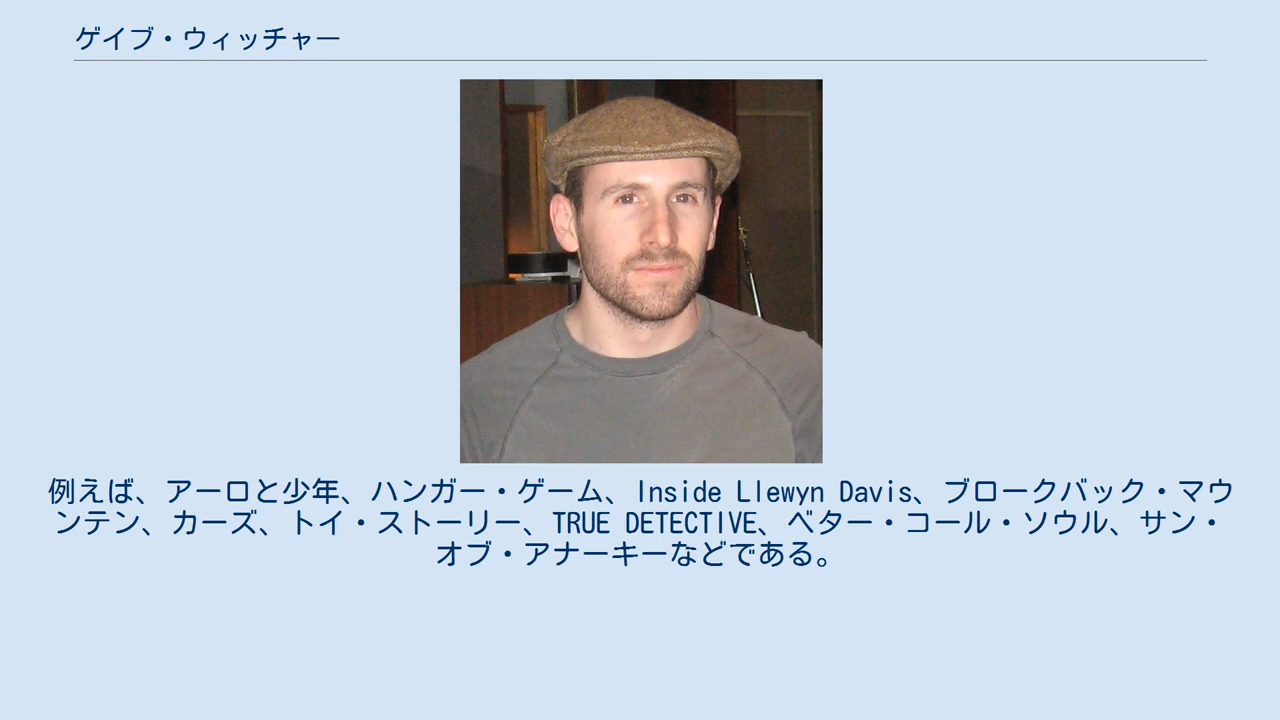 ゲイブ・ウィッチャー
例えば、アーロと少年、ハンガー・ゲーム、Inside Llewyn Davis、ブロークバック・マウ
ンテン、カーズ、トイ・ストーリー、TRUE DETECTIVE、ベター・コール・ソウル、サン・
オブ・アナーキーなどである。